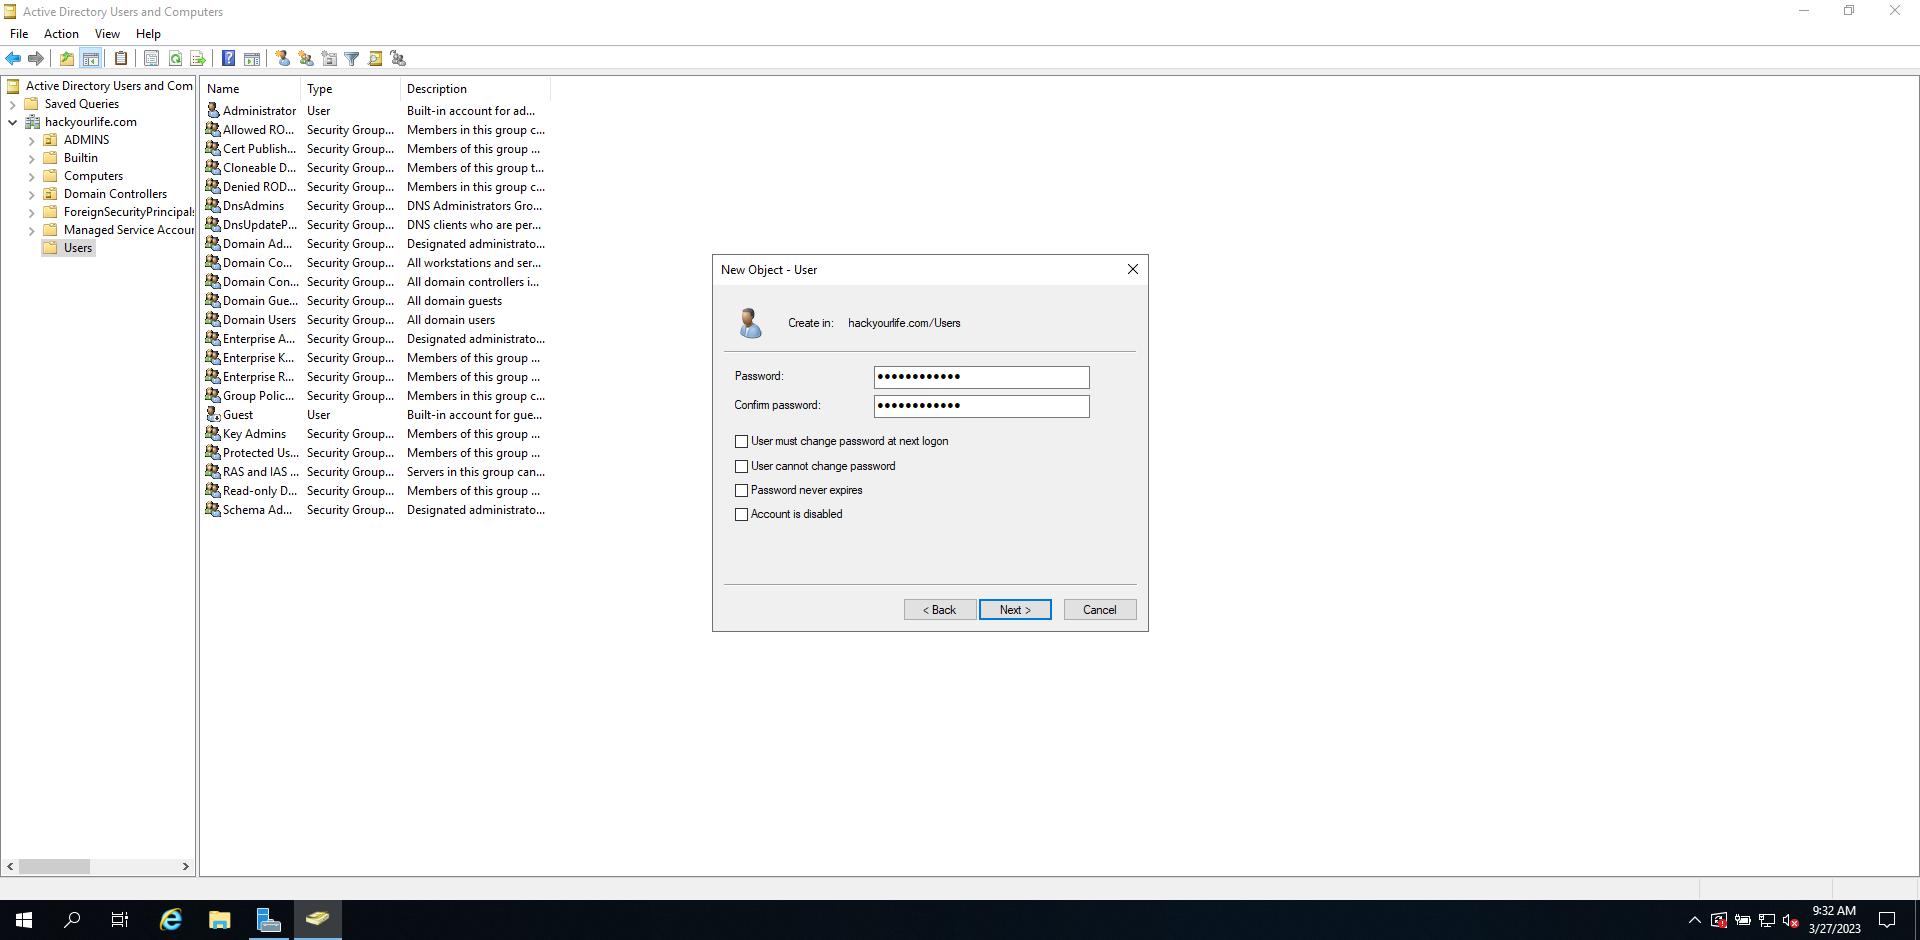 Active Directory Users and Computers
File Action View Help
Active Directory Users and Com
Saved Queries
hackyourlife.com
ADMINS
Builtin
Computers
Domain Controllers
ForeignSecurityPrincipals
Managed Service Accoun
Users
Name Type Description
Administrator User Built-in account for ad...
Allowed RO... Security Group... Members in this group c...
Cert Publish... Security Group... Members of this group ...
Cloneable D... Security Group... Members of this group t...
Denied ROD... Security Group... Members in this group c...
DnsAdmins Security Group... DNS Administrators Gro...
DnsUpdateP... Security Group... DNS clients who are per...
Domain Ad... Security Group... Designated administrato...
Domain Co... Security Group... All workstations and ser...
Domain Con... Security Group... All domain controllers i...
Domain Gue... Security Group... All domain guests
Domain Users Security Group... All domain users
Enterprise A... Security Group... Designated administrato...
Enterprise K... Security Group... Members of this group ...
Enterprise R... Security Group... Members of this group ...
Group Polic... Security Group... Members in this group c...
Guest User Built-in account for gue...
Key Admins Security Group... Members of this group ...
Protected Us... Security Group... Members of this group ...
RAS and IAS ... Security Group... Servers in this group can...
Read-only D... Security Group... Members of this group ...
Schema Ad... Security Group... Designated administrato...
New Object - User
Create in: hackyourlife.com/Users
Password: ••••••••••••
Confirm password: ••••••••••••
User must change password at next logon
User cannot change password
Password never expires
Account is disabled
< Back Next > Cancel
9:32 AM
3/27/2023